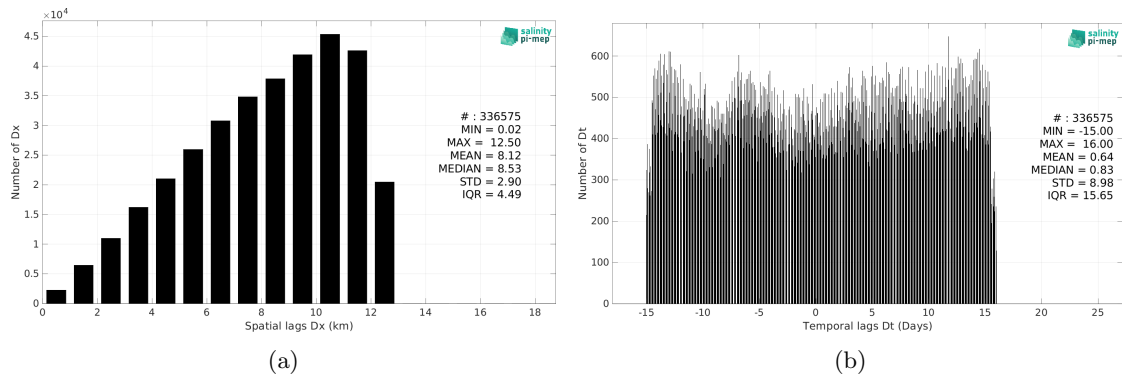 ×10⁴
4.5
4
3.5
3
2.5
2
1.5
1
0.5
0
Number of Dx
0 2 4 6 8 10 12 14 16 18
Spatial lags Dx (km)
salinity
pi-mep
# : 336575
MIN = 0.02
MAX = 12.50
MEAN = 8.12
MEDIAN = 8.53
STD = 2.90
IQR = 4.49
(a)
600
500
400
300
200
100
0
Number of Dt
-15 -10 -5 0 5 10 15 20 25
Temporal lags Dt (Days)
salinity
pi-mep
# : 336575
MIN = -15.00
MAX = 16.00
MEAN = 0.64
MEDIAN = 0.83
STD = 8.98
IQR = 15.65
(b)